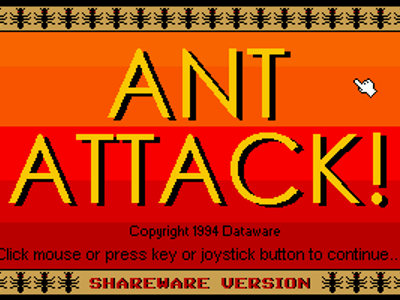 ANT
ATTACK!
Copyright 1994 Dataware
Click mouse or press key or joystick button to continue...
SHAREWARE VERSION